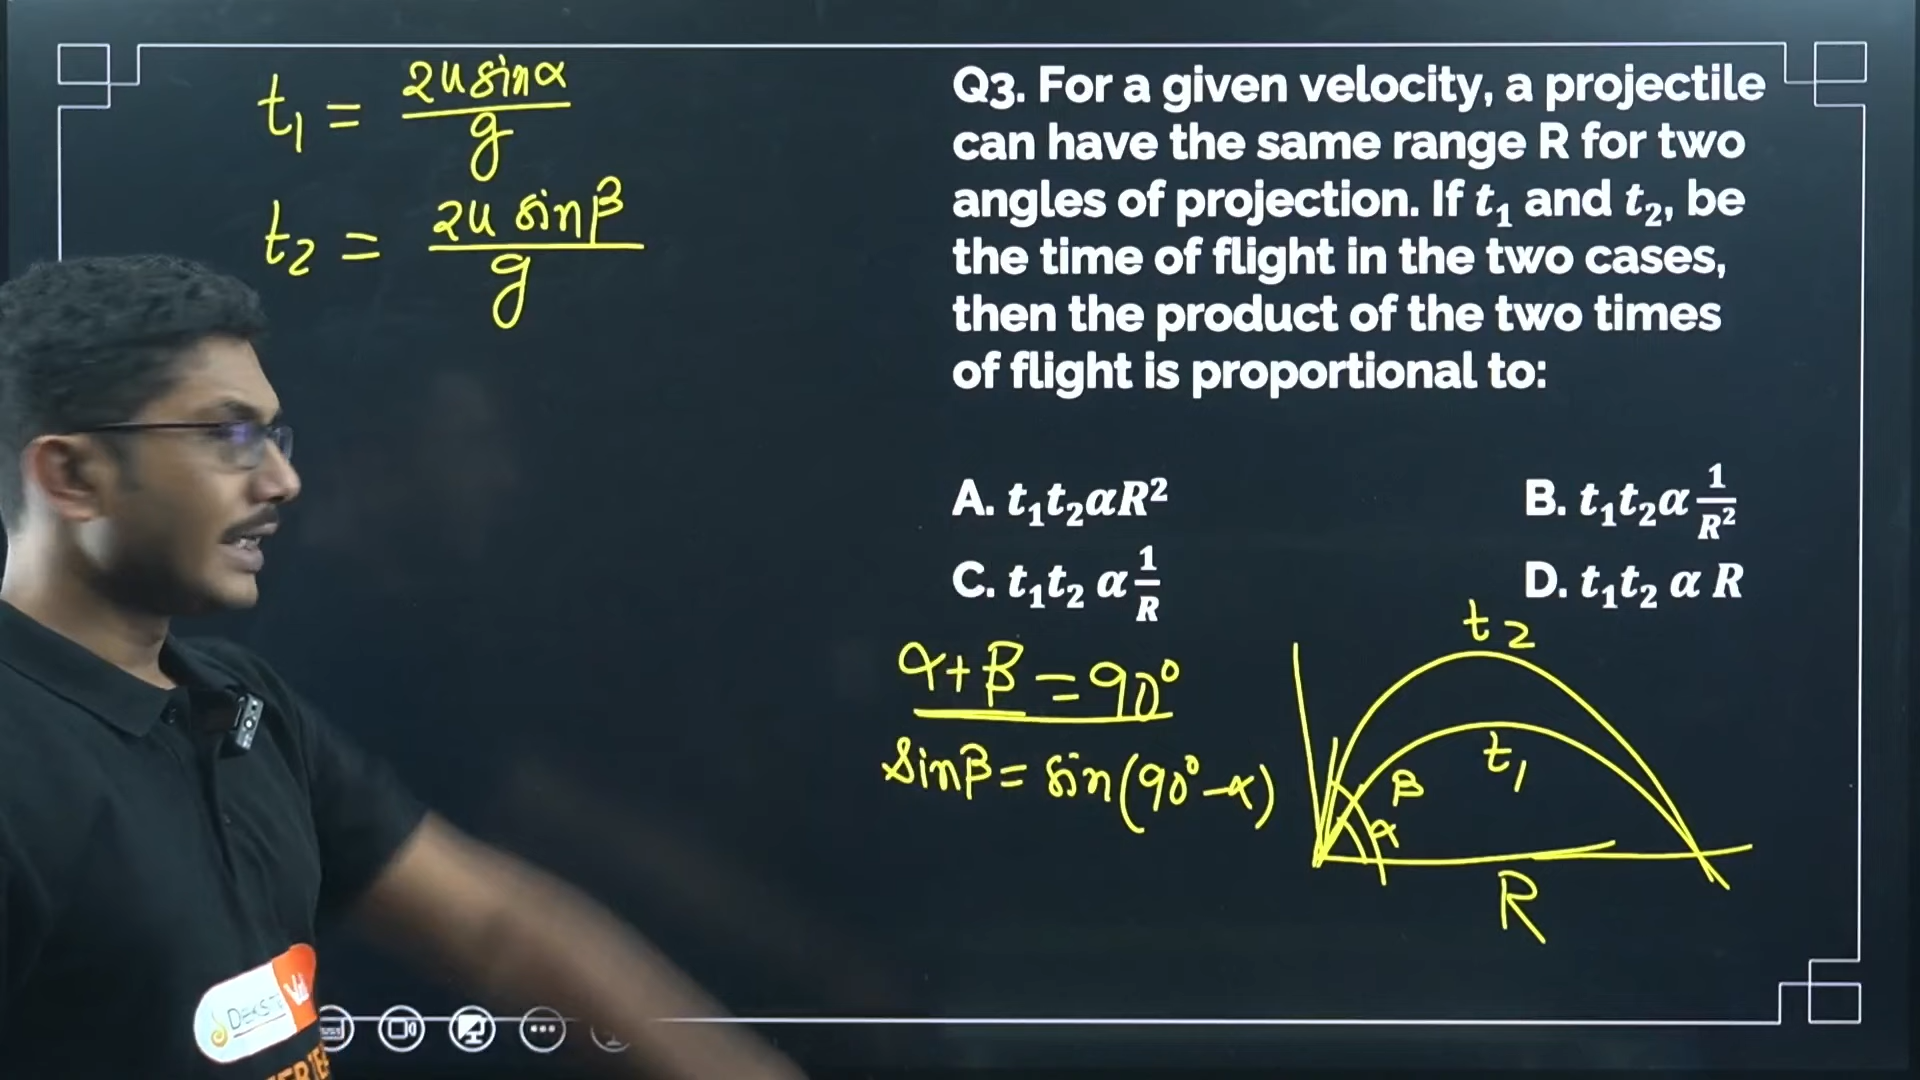 t₁ = 2u sinα / g
t₂ = 2u sinβ / g
Q3. For a given velocity, a projectile
can have the same range R for two
angles of projection. If t₁ and t₂, be
the time of flight in the two cases,
then the product of the two times
of flight is proportional to:
A. t₁t₂αR²
B. t₁t₂α 1/R²
C. t₁t₂ α 1/R
D. t₁t₂ α R
α+β = 90°
sinβ = sin(90°-α)
t₂
t₁
β
α
R